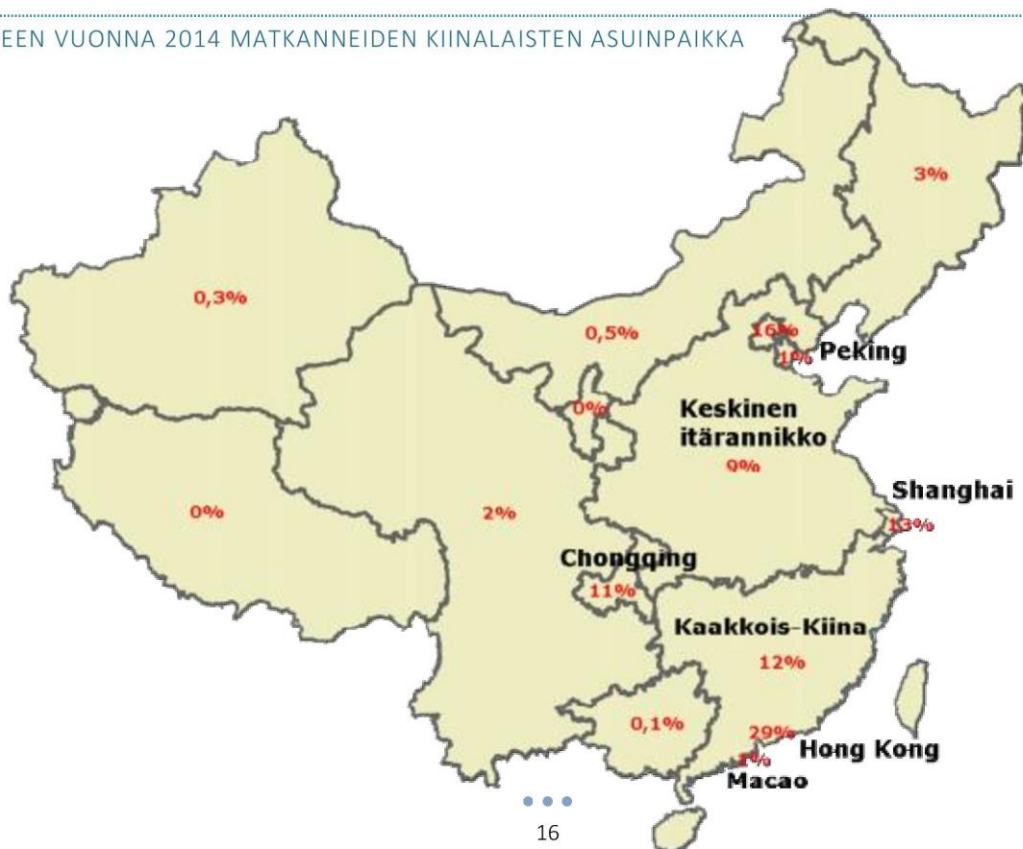 EEN VUONNA 2014 MATKANNEIDEN KIINALAISTEN ASUINPAIKKA
3%
0,3%
0,5%
16%
1%
Peking
0%
Keskinen
itärannikko
9%
Shanghai
13%
0%
2%
Chongqing
11%
Kaakkois-Kiina
12%
0,1%
29%
Hong Kong
1%
Macao
16